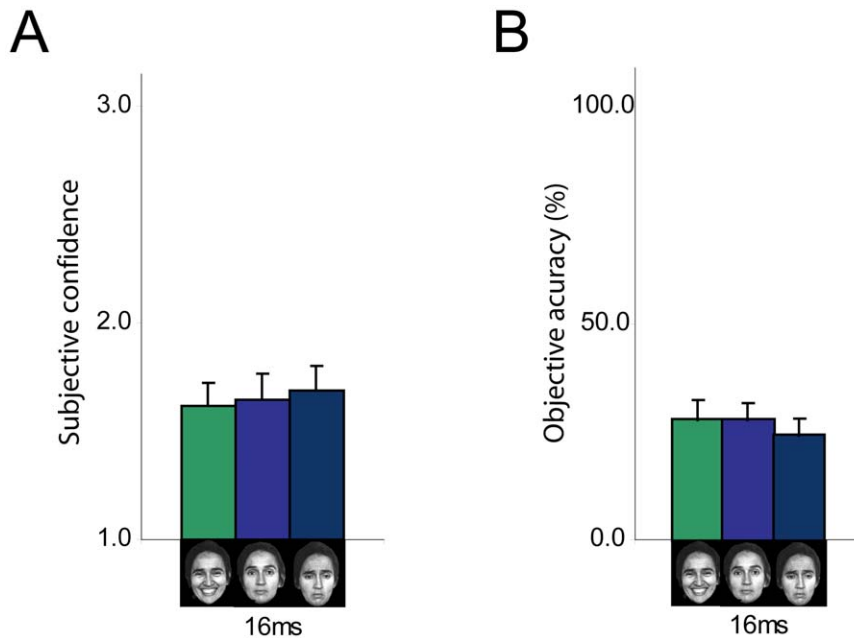 A
Subjective confidence
3.0
2.0
1.0
16ms
B
Objective acuracy (%)
100.0
50.0
0.0
16ms